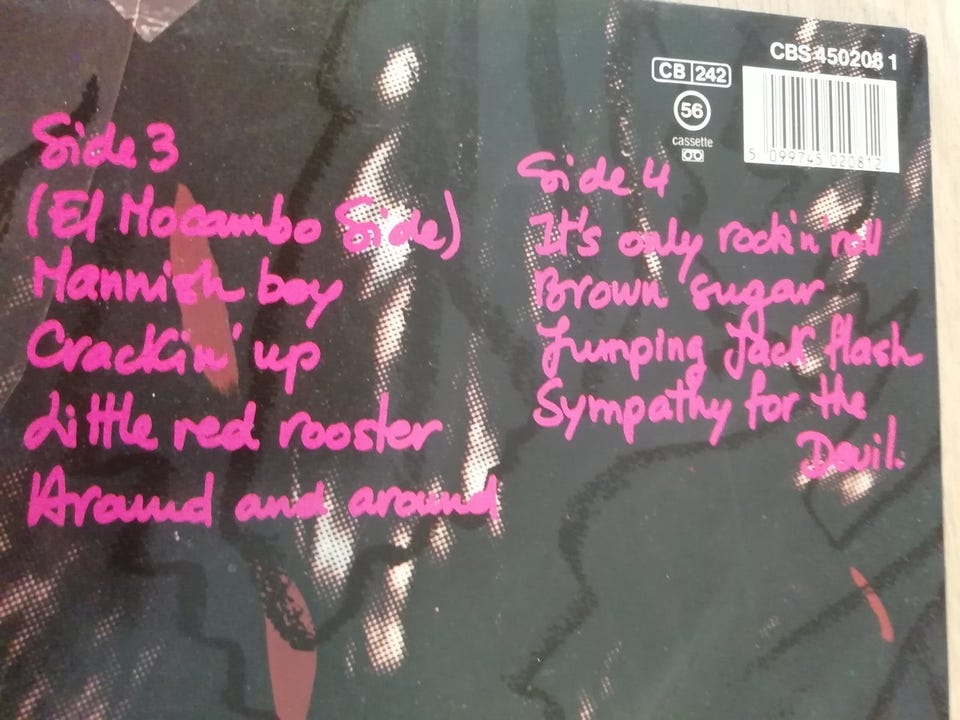 CBS 450208 1
CB 242
56
cassette
5 099745 020812
Side 3
(El Mocambo Side)
Mannish boy
Crackin' up
Little red rooster
Around and around
Side 4
It's only rock'n roll
Brown sugar
Jumping Jack flash
Sympathy for the
Devil.